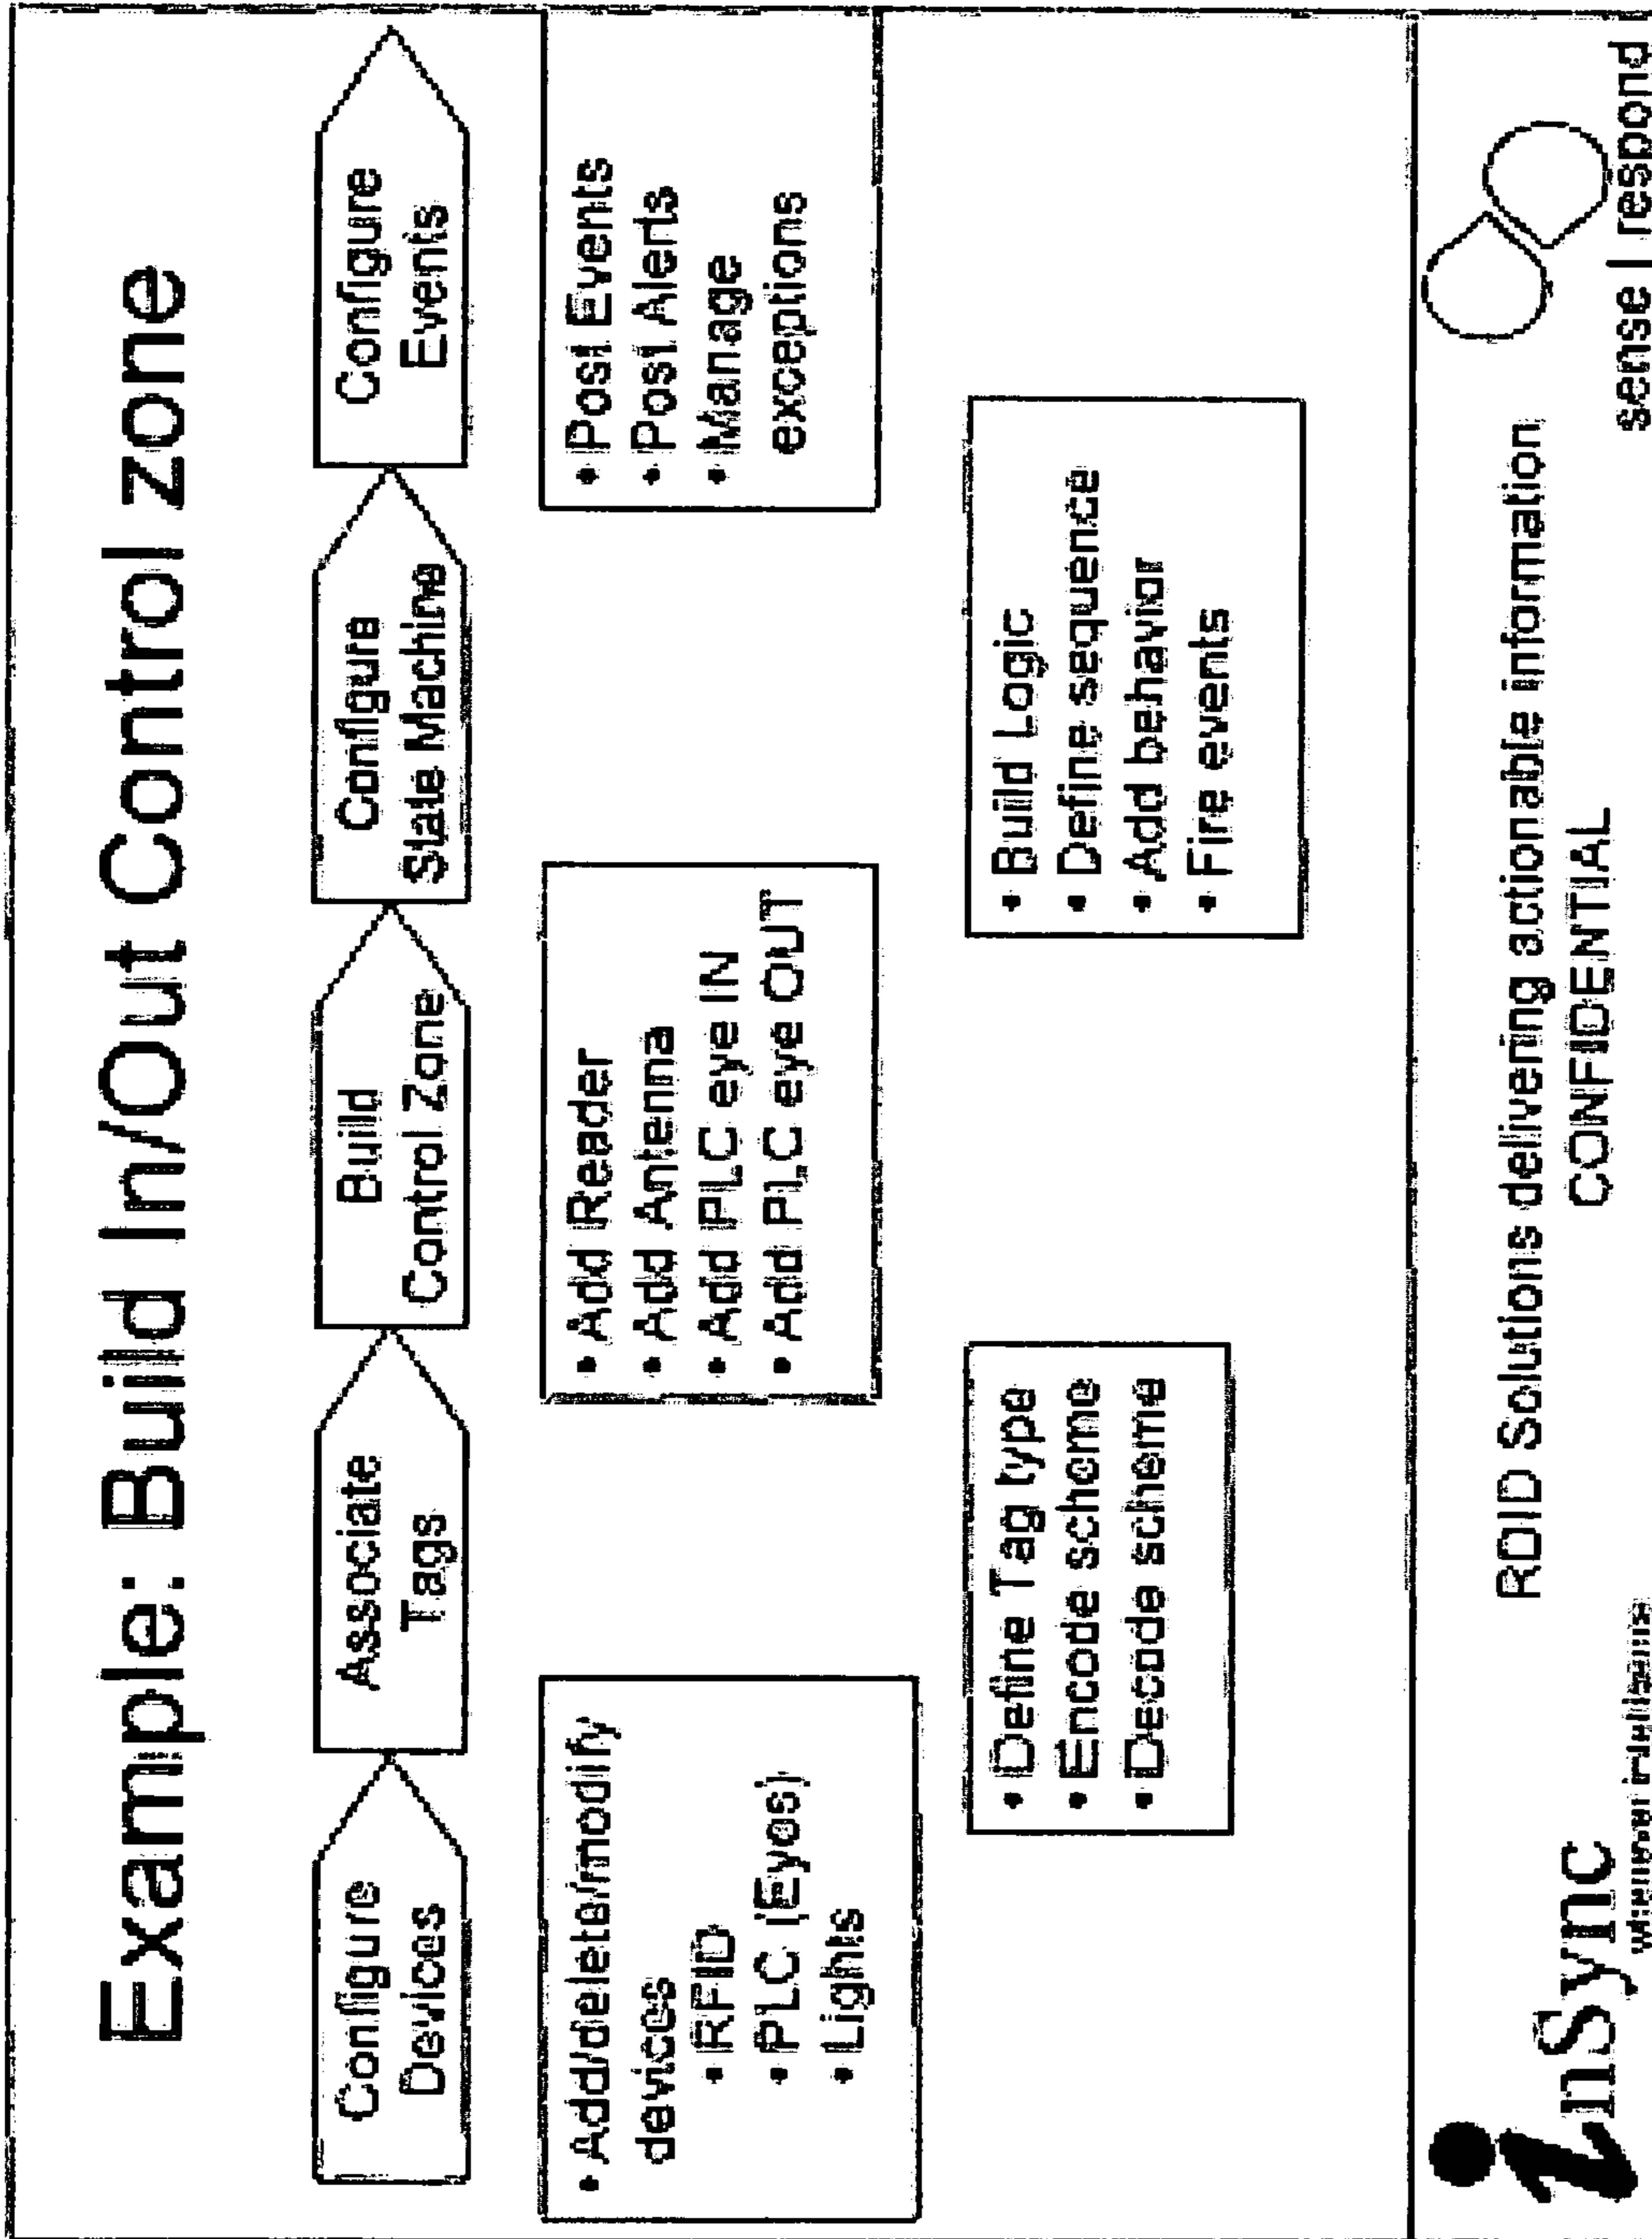 Example: Build In/Out Control zone
Configure
Devices
Associate
Tags
Build
Control Zone
Configure
State Machine
Configure
Events
• Add/delete/modify
devices
• RFID
• PLC (Eyes)
• Lights
• Define Tag type
• Encode scheme
• Decode scheme
• Add Reader
• Add Antenna
• Add PLC eye IN
• Add PLC eye OUT
• Build Logic
• Define sequence
• Add behavior
• Fire events
• Post Events
• Post Alerts
• Manage
exceptions
inSync
ROID Solutions delivering actionable information
CONFIDENTIAL
sense | respond |